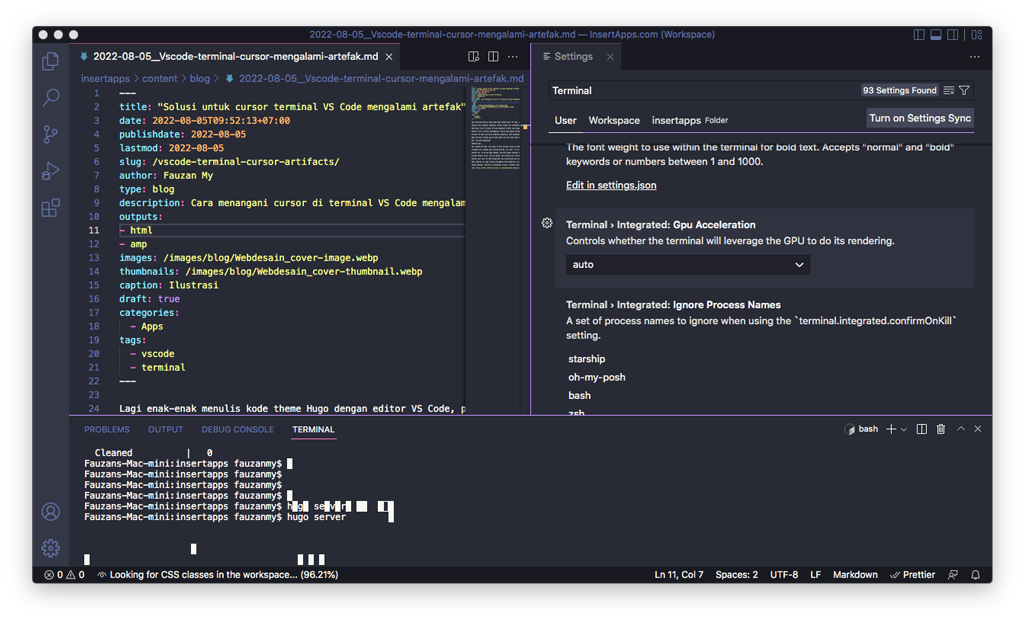 2022-08-05__Vscode-terminal-cursor-mengalami-artefak.md — InsertApps.com (Workspace)
2022-08-05__Vscode-terminal-cursor-mengalami-artefak.md
insertapps > content > blog > 2022-08-05__Vscode-terminal-cursor-mengalami-artefak.md
1 ---
2 title: "Solusi untuk cursor terminal VS Code mengalami artefak"
3 date: 2022-08-05T09:52:13+07:00
4 publishdate: 2022-08-05
5 lastmod: 2022-08-05
6 slug: /vscode-terminal-cursor-artifacts/
7 author: Fauzan My
8 type: blog
9 description: Cara menangani cursor di terminal VS Code mengalam
10 outputs:
11 - html
12 - amp
13 images: /images/blog/Webdesain_cover-image.webp
14 thumbnails: /images/blog/Webdesain_cover-thumbnail.webp
15 caption: Ilustrasi
16 draft: true
17 categories:
18 - Apps
19 tags:
20 - vscode
21 - terminal
22 ---
23
24 Lagi enak-enak menulis kode theme Hugo dengan editor VS Code, p
Settings
Terminal
93 Settings Found
User Workspace insertapps Folder
Turn on Settings Sync
The font weight to use within the terminal for bold text. Accepts "normal" and "bold"
keywords or numbers between 1 and 1000.
Edit in settings.json
Terminal › Integrated: Gpu Acceleration
Controls whether the terminal will leverage the GPU to do its rendering.
auto
Terminal › Integrated: Ignore Process Names
A set of process names to ignore when using the `terminal.integrated.confirmOnKill`
setting.
starship
oh-my-posh
bash
zsh
PROBLEMS OUTPUT DEBUG CONSOLE TERMINAL
bash
Cleaned | 0
Fauzans-Mac-mini:insertapps fauzanmy$
Fauzans-Mac-mini:insertapps fauzanmy$
Fauzans-Mac-mini:insertapps fauzanmy$
Fauzans-Mac-mini:insertapps fauzanmy$
Fauzans-Mac-mini:insertapps fauzanmy$ hugo server
Fauzans-Mac-mini:insertapps fauzanmy$ hugo server
0 0 Looking for CSS classes in the workspace... (96.21%)
Ln 11, Col 7 Spaces: 2 UTF-8 LF Markdown Prettier